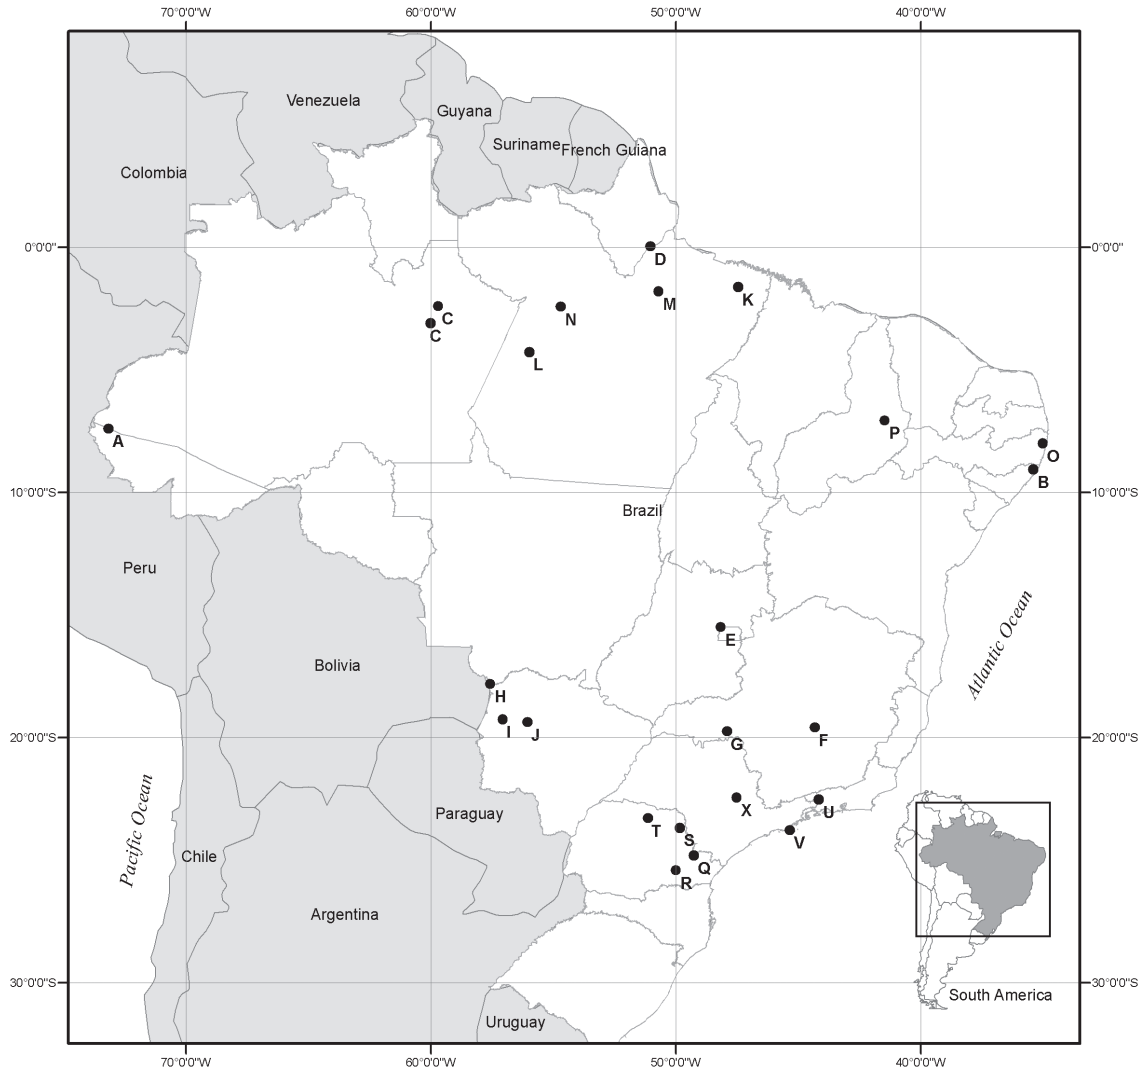 70°0'0"W 60°0'0"W 50°0'0"W 40°0'0"W
Venezuela
Guyana
Suriname
French Guiana
Colombia
0°0'0" 0°0'0"
D
M
K
C
N
C
L
A
P
O
B
10°0'0"S 10°0'0"S
Brazil
Peru
Atlantic Ocean
E
Bolivia
H
I
J
G
F
20°0'0"S 20°0'0"S
Pacific Ocean
Paraguay
X
U
T
S
V
Chile
Q
R
Argentina
30°0'0"S 30°0'0"S
South America
Uruguay
70°0'0"W 60°0'0"W 50°0'0"W 40°0'0"W